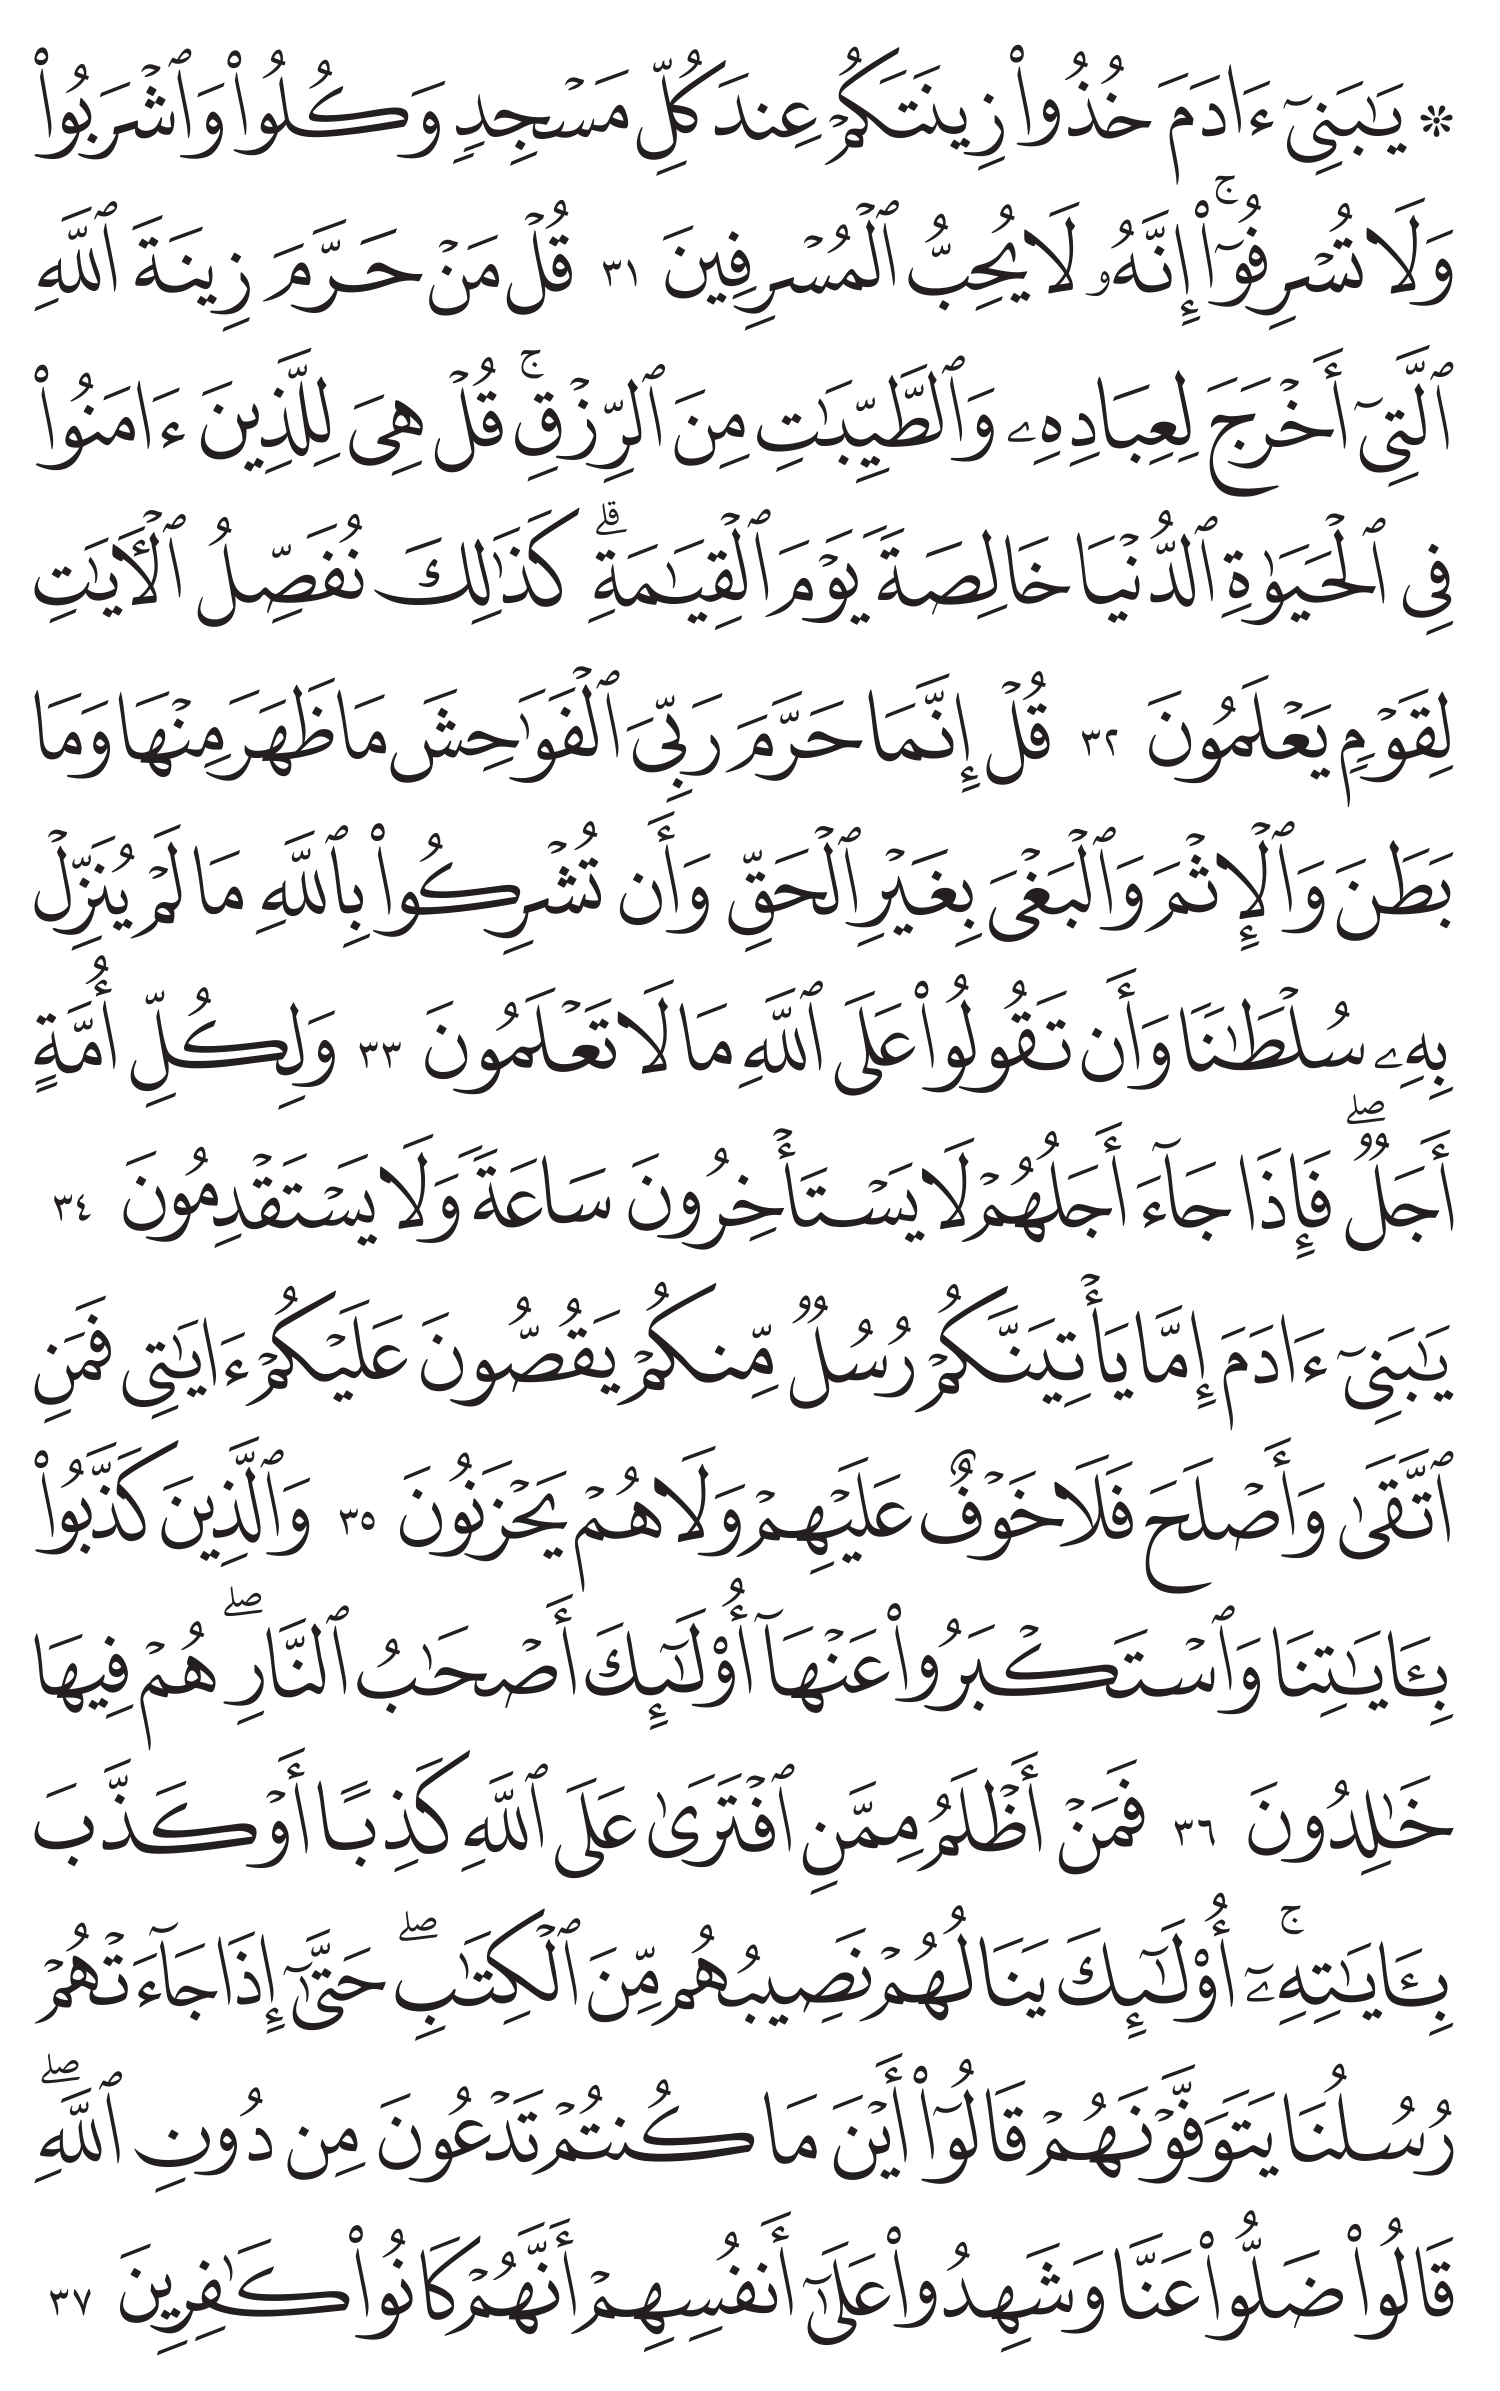 ۞ يَٰبَنِيٓ ءَادَمَ خُذُواْ زِينَتَكُمۡ عِندَ كُلِّ مَسۡجِدٖ وَكُلُواْ وَٱشۡرَبُواْ
وَلَا تُسۡرِفُوٓاْۚ إِنَّهُۥ لَا يُحِبُّ ٱلۡمُسۡرِفِينَ ٣١ قُلۡ مَنۡ حَرَّمَ زِينَةَ ٱللَّهِ
ٱلَّتِيٓ أَخۡرَجَ لِعِبَادِهِۦ وَٱلطَّيِّبَٰتِ مِنَ ٱلرِّزۡقِۚ قُلۡ هِيَ لِلَّذِينَ ءَامَنُواْ
فِي ٱلۡحَيَوٰةِ ٱلدُّنۡيَا خَالِصَةٗ يَوۡمَ ٱلۡقِيَٰمَةِۗ كَذَٰلِكَ نُفَصِّلُ ٱلۡأٓيَٰتِ
لِقَوۡمٖ يَعۡلَمُونَ ٣٢ قُلۡ إِنَّمَا حَرَّمَ رَبِّيَ ٱلۡفَوَٰحِشَ مَا ظَهَرَ مِنۡهَا وَمَا
بَطَنَ وَٱلۡإِثۡمَ وَٱلۡبَغۡيَ بِغَيۡرِ ٱلۡحَقِّ وَأَن تُشۡرِكُواْ بِٱللَّهِ مَا لَمۡ يُنَزِّلۡ
بِهِۦ سُلۡطَٰنٗا وَأَن تَقُولُواْ عَلَى ٱللَّهِ مَا لَا تَعۡلَمُونَ ٣٣ وَلِكُلِّ أُمَّةٍ
أَجَلٞۖ فَإِذَا جَآءَ أَجَلُهُمۡ لَا يَسۡتَأۡخِرُونَ سَاعَةٗ وَلَا يَسۡتَقۡدِمُونَ ٣٤
يَٰبَنِيٓ ءَادَمَ إِمَّا يَأۡتِيَنَّكُمۡ رُسُلٞ مِّنكُمۡ يَقُصُّونَ عَلَيۡكُمۡ ءَايَٰتِي فَمَنِ
ٱتَّقَىٰ وَأَصۡلَحَ فَلَا خَوۡفٌ عَلَيۡهِمۡ وَلَا هُمۡ يَحۡزَنُونَ ٣٥ وَٱلَّذِينَ كَذَّبُواْ
بِـَٔايَٰتِنَا وَٱسۡتَكۡبَرُواْ عَنۡهَآ أُوْلَٰٓئِكَ أَصۡحَٰبُ ٱلنَّارِۖ هُمۡ فِيهَا
خَٰلِدُونَ ٣٦ فَمَنۡ أَظۡلَمُ مِمَّنِ ٱفۡتَرَىٰ عَلَى ٱللَّهِ كَذِبًا أَوۡ كَذَّبَ
بِـَٔايَٰتِهِۦٓۚ أُوْلَٰٓئِكَ يَنَالُهُمۡ نَصِيبُهُم مِّنَ ٱلۡكِتَٰبِۖ حَتَّىٰٓ إِذَا جَآءَتۡهُمۡ
رُسُلُنَا يَتَوَفَّوۡنَهُمۡ قَالُوٓاْ أَيۡنَ مَا كُنتُمۡ تَدۡعُونَ مِن دُونِ ٱللَّهِۖ
قَالُواْ ضَلُّواْ عَنَّا وَشَهِدُواْ عَلَىٰٓ أَنفُسِهِمۡ أَنَّهُمۡ كَانُواْ كَٰفِرِينَ ٣٧